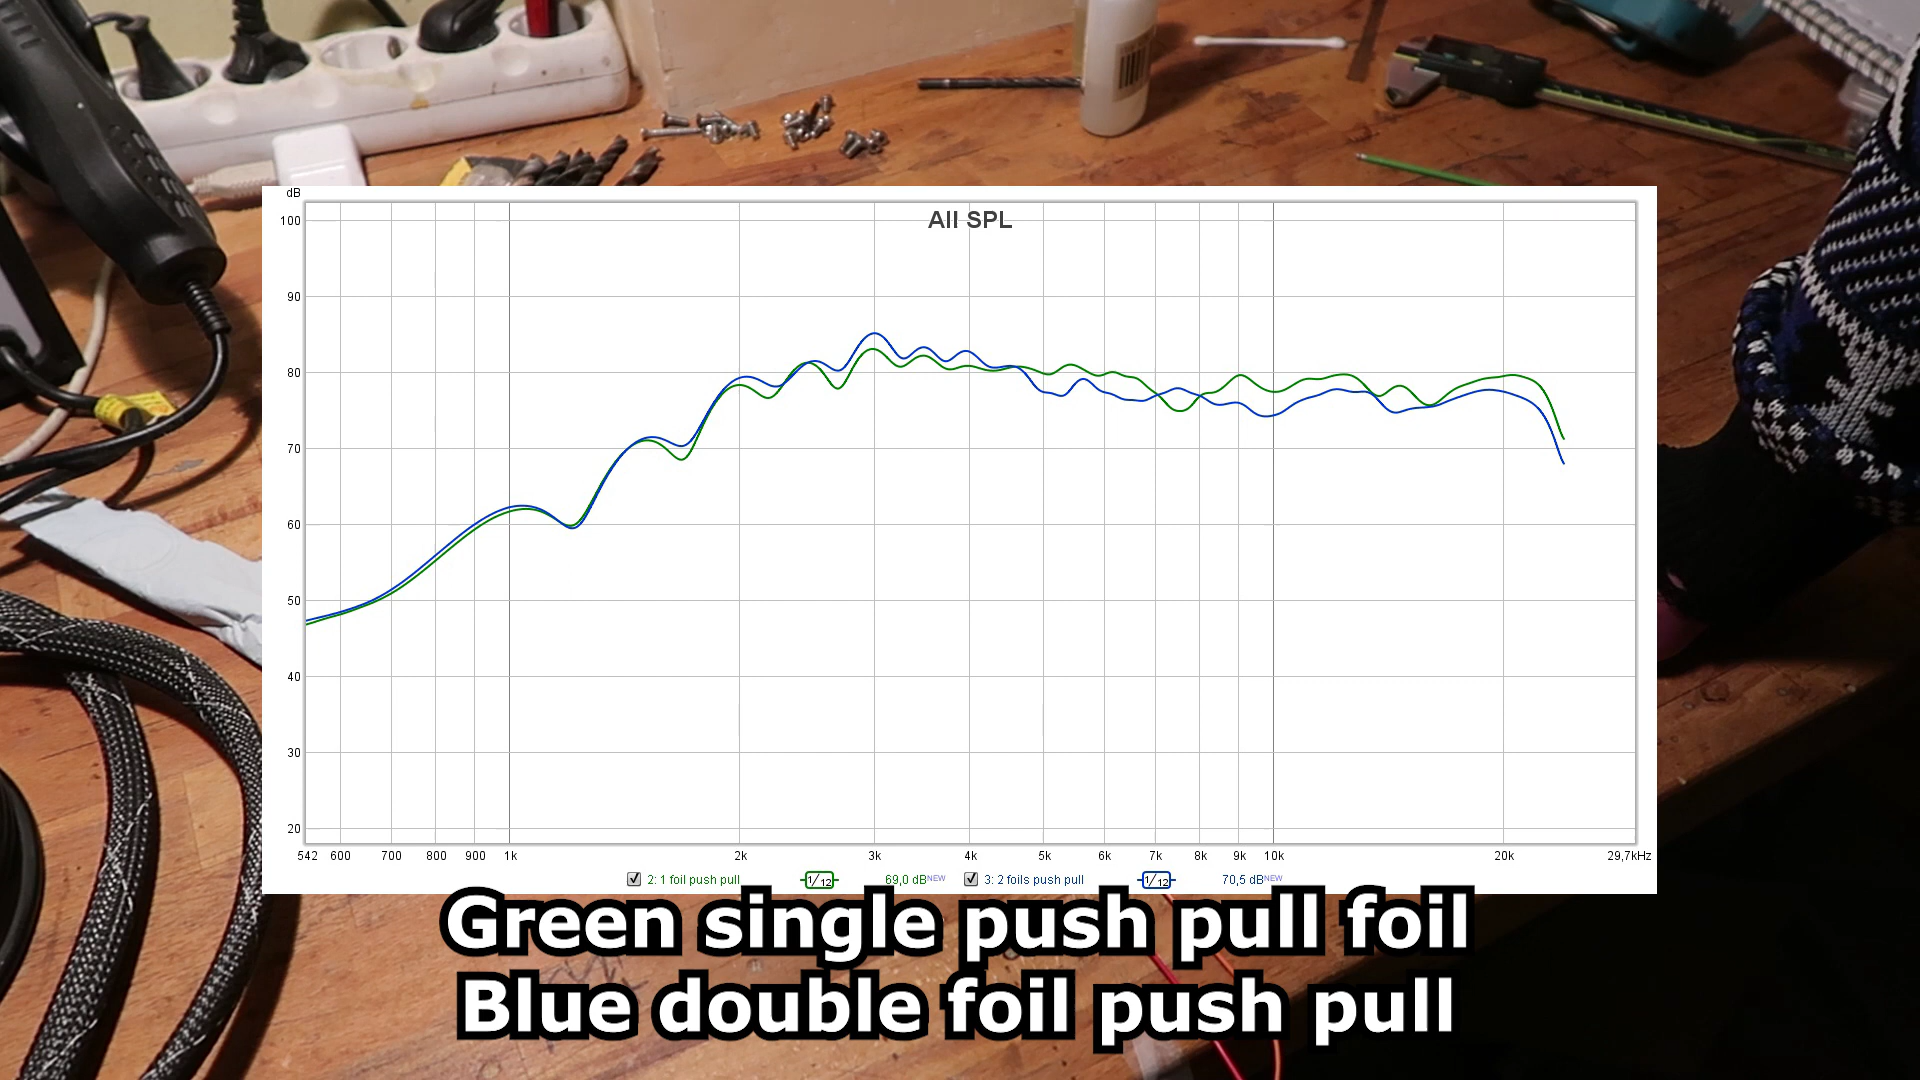 dB
All SPL
100
90
80
70
60
50
40
30
20
542 600 700 800 900 1k 2k 3k 4k 5k 6k 7k 8k 9k 10k 20k 29,7kHz
2: 1 foil push pull 1/12 69,0 dB NEW 3: 2 foils push pull 1/12 70,5 dB NEW
Green single push pull foil
Blue double foil push pull